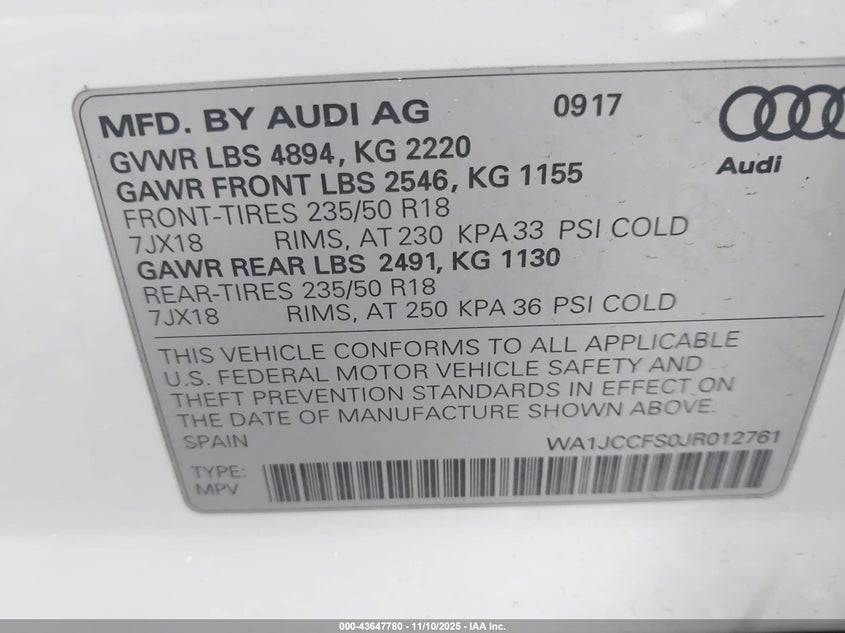 MFD. BY AUDI AG 0917
GVWR LBS 4894, KG 2220
GAWR FRONT LBS 2546, KG 1155
Audi
FRONT-TIRES 235/50 R18
7JX18 RIMS, AT 230 KPA 33 PSI COLD
GAWR REAR LBS 2491, KG 1130
REAR-TIRES 235/50 R18
7JX18 RIMS, AT 250 KPA 36 PSI COLD
THIS VEHICLE CONFORMS TO ALL APPLICABLE
U.S. FEDERAL MOTOR VEHICLE SAFETY AND
THEFT PREVENTION STANDARDS IN EFFECT ON
THE DATE OF MANUFACTURE SHOWN ABOVE.
SPAIN WA1JCCFS0JR012761
TYPE:
MPV
000-43647780 - 11/10/2025 - IAA Inc.